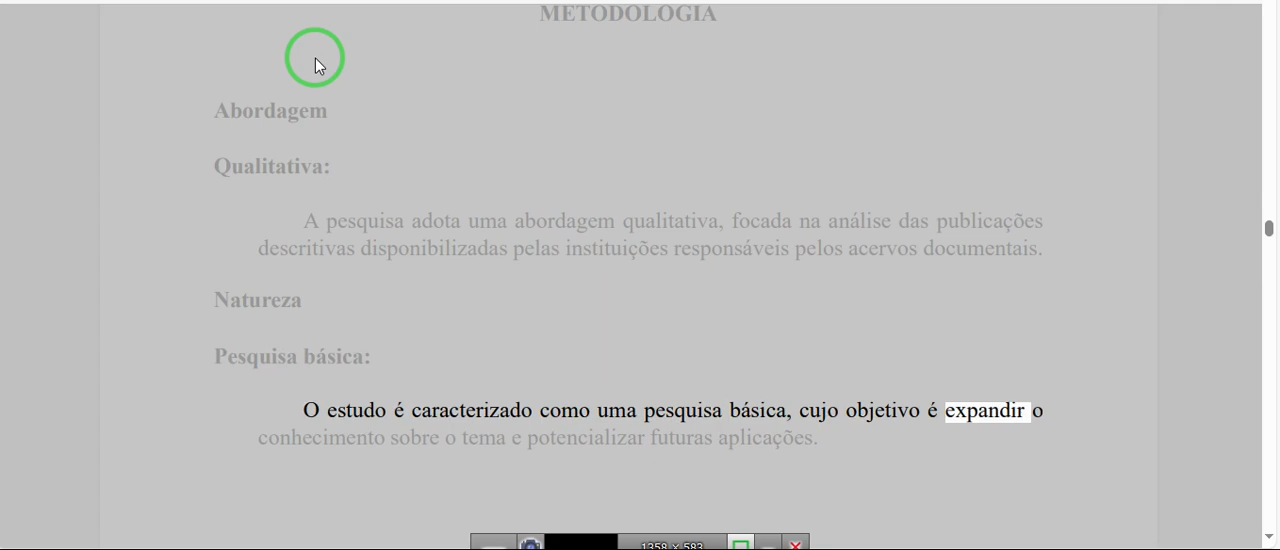 METODOLOGIA
Abordagem
Qualitativa:
A pesquisa adota uma abordagem qualitativa, focada na análise das publicações
descritivas disponibilizadas pelas instituições responsáveis pelos acervos documentais.
Natureza
Pesquisa básica:
O estudo é caracterizado como uma pesquisa básica, cujo objetivo é expandir o
conhecimento sobre o tema e potencializar futuras aplicações.
1358 × 583